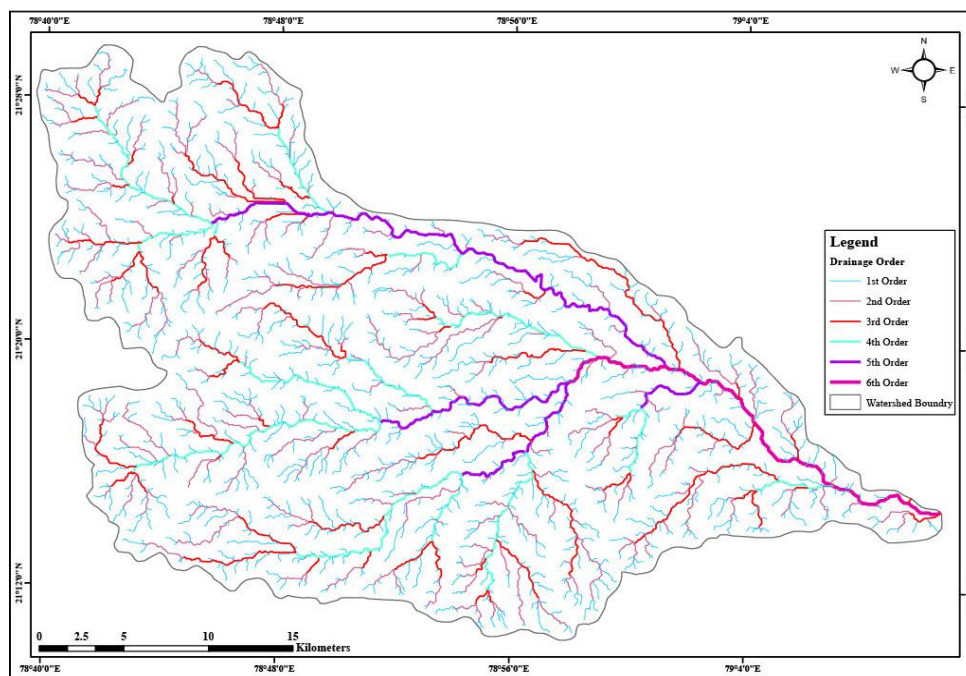 78°40'0"E 78°48'0"E 78°56'0"E 79°4'0"E
N
W E
S
21°28'0"N
21°20'0"N
21°12'0"N
Legend
Drainage Order
1st Order
2nd Order
3rd Order
4th Order
5th Order
6th Order
Watershed Boundry
0 2.5 5 10 15
Kilometers
78°40'0"E 78°48'0"E 78°56'0"E 79°4'0"E